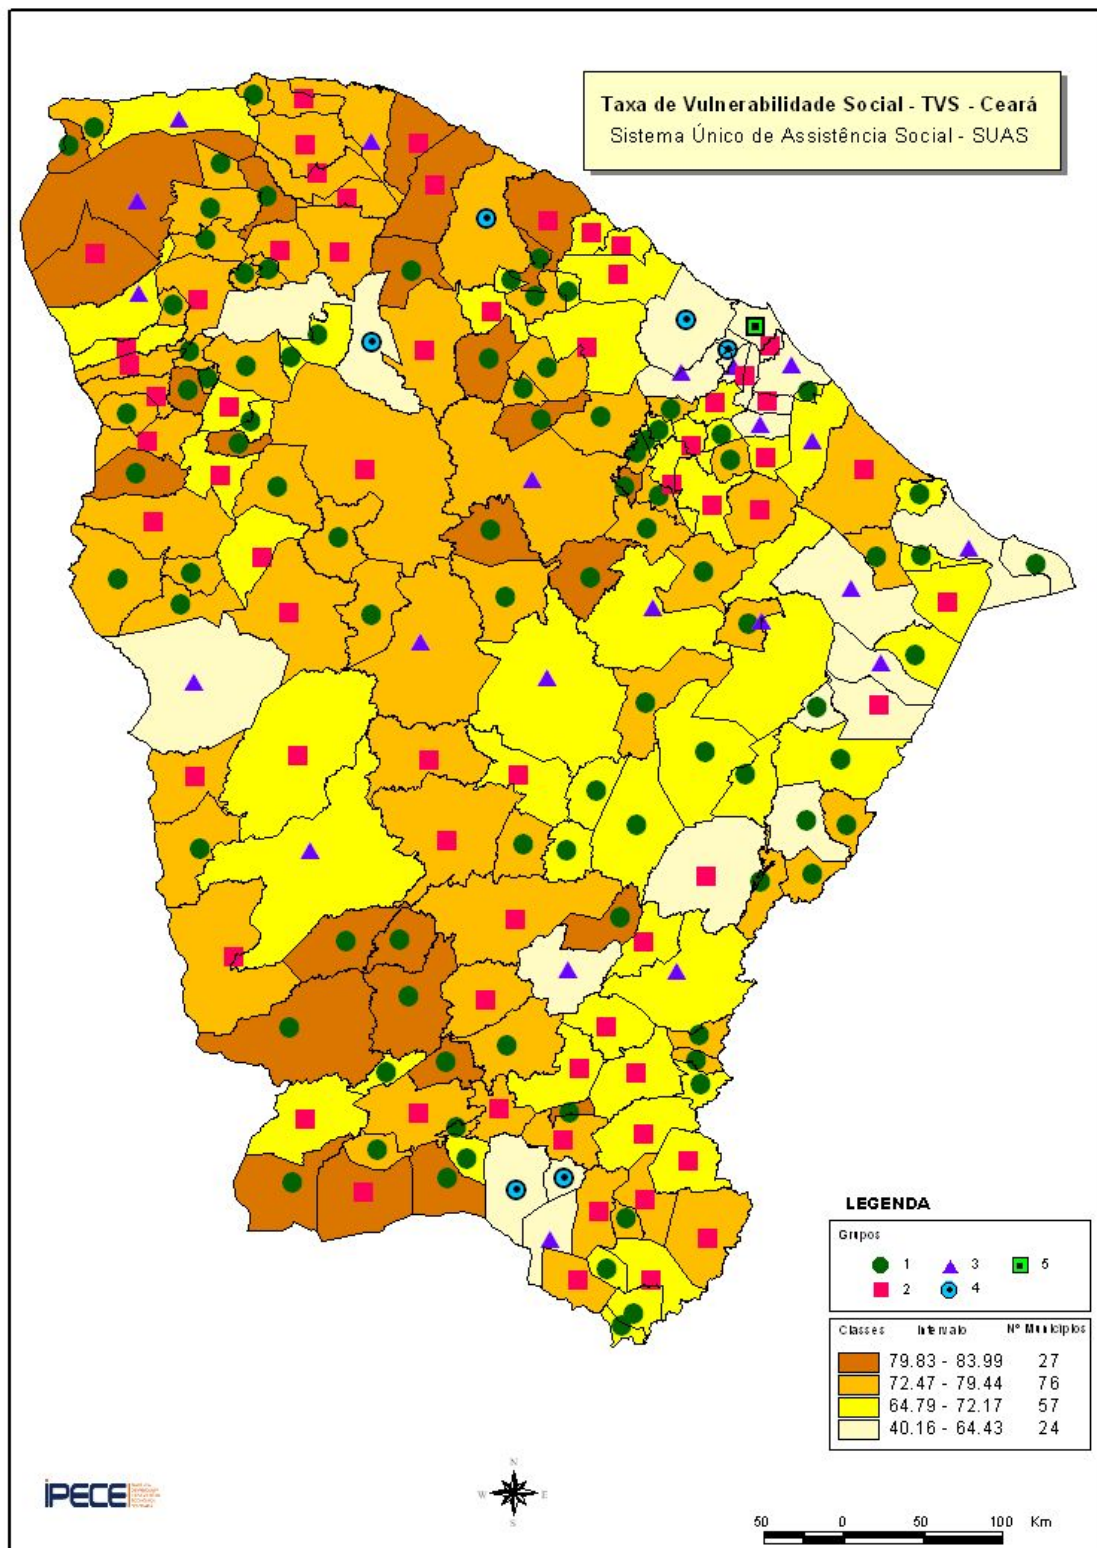 Taxa de Vulnerabilidade Social - TVS - Ceará
Sistema Único de Assistência Social - SUAS
LEGENDA
Grupos
1 3 5
2 4
Classes Intervalo Nº Municípios
79.83 - 83.99 27
72.47 - 79.44 76
64.79 - 72.17 57
40.16 - 64.43 24
IPECE
N
W E
S
50 0 50 100 Km